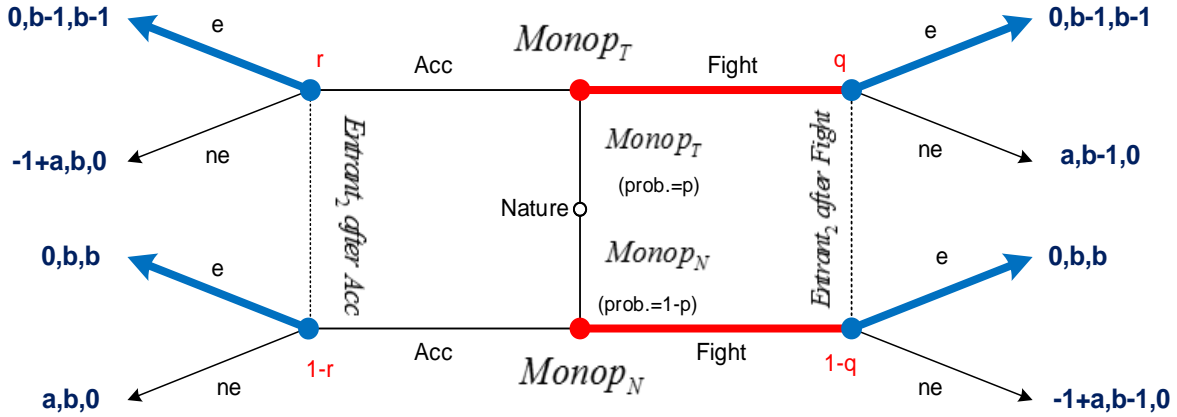 0,b-1,b-1
e
r
Acc
Monop_T
Fight
q
e
0,b-1,b-1
-1+a,b,0
ne
Entrant_2 after Acc
Monop_T
(prob.=p)
Nature
Monop_N
(prob.=1-p)
Entrant_2 after Fight
ne
a,b-1,0
0,b,b
e
e
0,b,b
a,b,0
ne
1-r
Acc
Monop_N
Fight
1-q
ne
-1+a,b-1,0